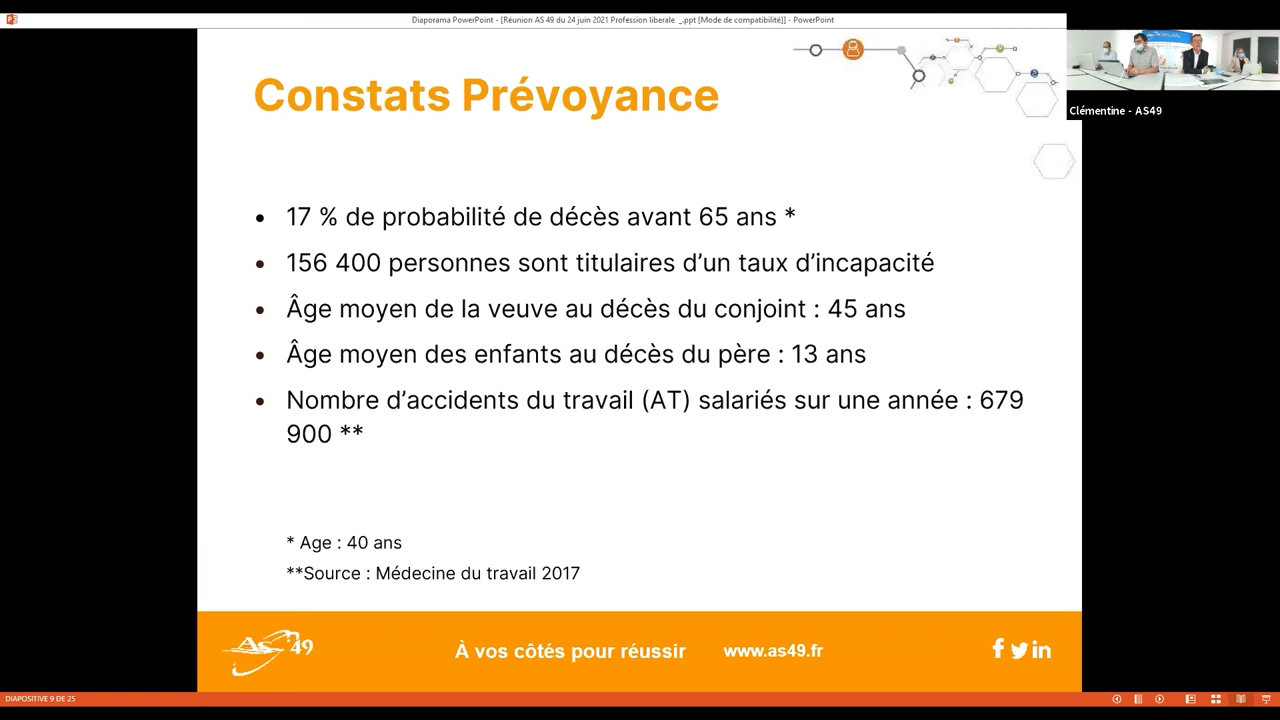 Diaporama PowerPoint - [Réunion AS 49 du 24 juin 2021 Profession liberale _.ppt [Mode de compatibilité]] - PowerPoint
Clémentine - AS49
Constats Prévoyance
• 17 % de probabilité de décès avant 65 ans *
• 156 400 personnes sont titulaires d’un taux d’incapacité
• Âge moyen de la veuve au décès du conjoint : 45 ans
• Âge moyen des enfants au décès du père : 13 ans
• Nombre d’accidents du travail (AT) salariés sur une année : 679
900 **
* Age : 40 ans
**Source : Médecine du travail 2017
As 49
À vos côtés pour réussir
www.as49.fr
DIAPOSITIVE 9 DE 25